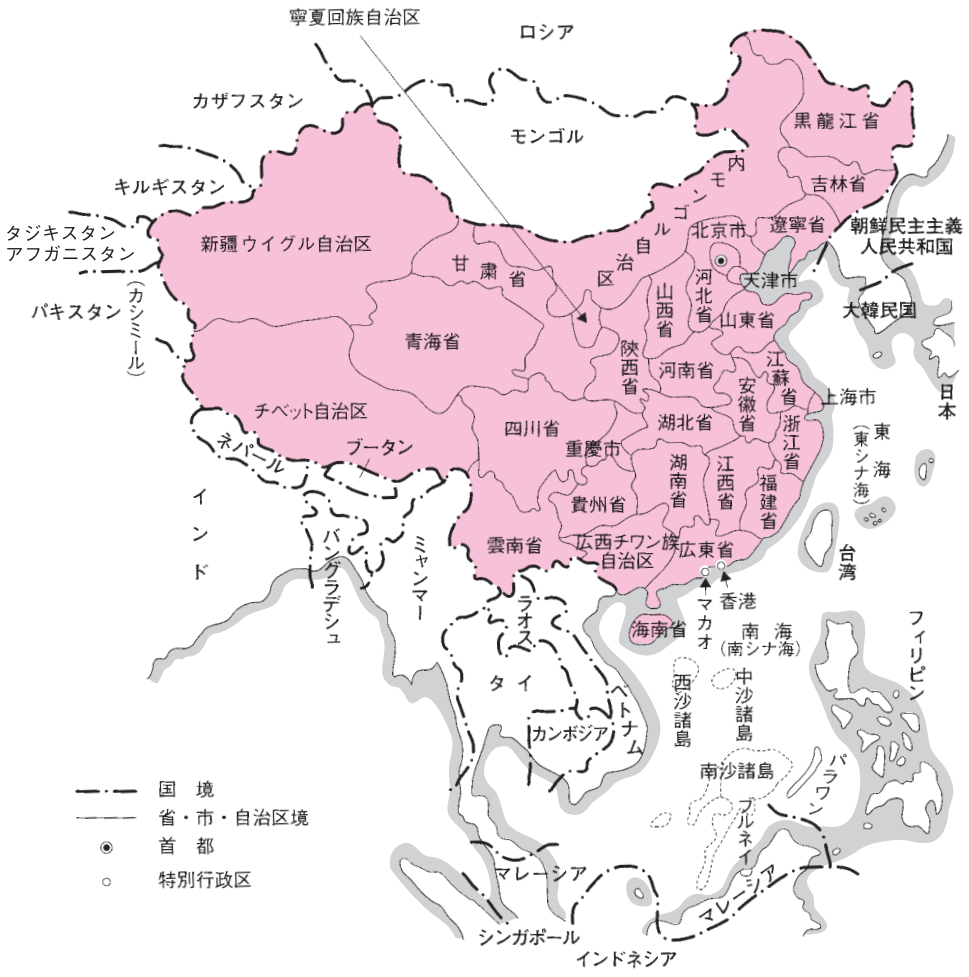 寧夏回族自治区
ロシア
カザフスタン
モンゴル
キルギスタン
タジキスタン
アフガニスタン
パキスタン
(カシミール)
黒龍江省
吉林省
遼寧省
朝鮮民主主義
人民共和国
大韓民国
日本
内モンゴル自治区
新疆ウイグル自治区
甘粛省
北京市
天津市
河北省
山西省
山東省
青海省
陝西省
河南省
江蘇省
安徽省
上海市
チベット自治区
四川省
重慶市
湖北省
浙江省
東海
(東シナ海)
ネパール
ブータン
インド
湖南省
江西省
福建省
貴州省
雲南省
広西チワン族
自治区
広東省
台湾
バングラデシュ
ミャンマー
ラオス
香港
マカオ
海南省
南海
(南シナ海)
フィリピン
タイ
ベトナム
カンボジア
西沙諸島
中沙諸島
南沙諸島
パラワン
ブルネイ
マレーシア
マレーシア
シンガポール
インドネシア
国境
省・市・自治区境
首都
特別行政区